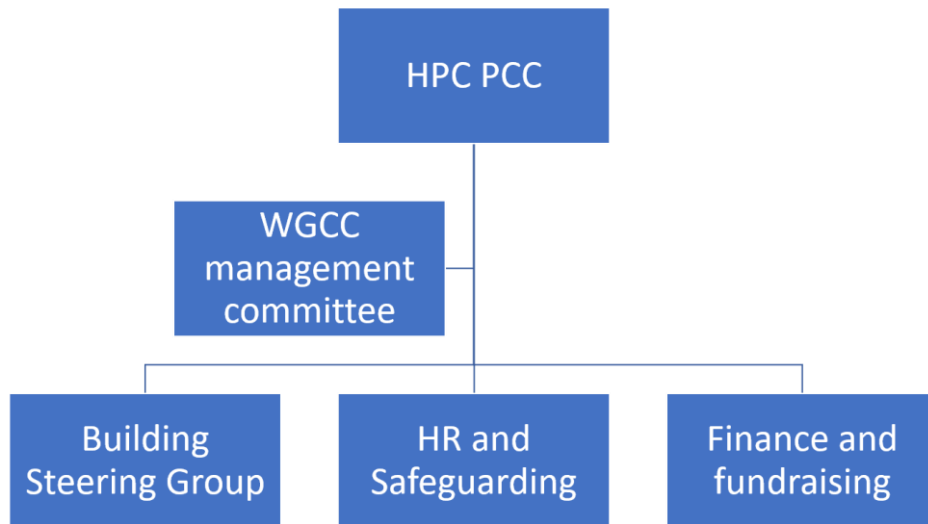 HPC PCC
WGCC
management
committee
Building
Steering Group
HR and
Safeguarding
Finance and
fundraising